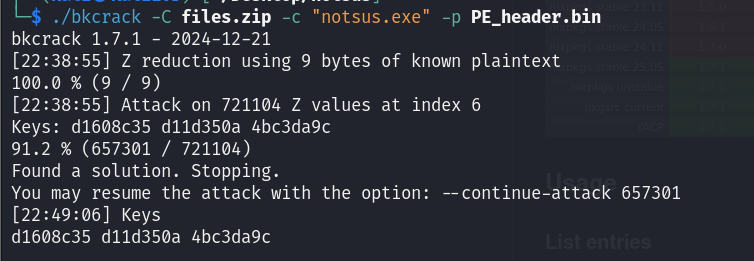 $ ./bkcrack -C files.zip -c "notsus.exe" -p PE_header.bin
bkcrack 1.7.1 - 2024-12-21
[22:38:55] Z reduction using 9 bytes of known plaintext
100.0 % (9 / 9)
[22:38:55] Attack on 721104 Z values at index 6
Keys: d1608c35 d11d350a 4bc3da9c
91.2 % (657301 / 721104)
Found a solution. Stopping.
You may resume the attack with the option: --continue-attack 657301
[22:49:06] Keys
d1608c35 d11d350a 4bc3da9c
Usage
List entries